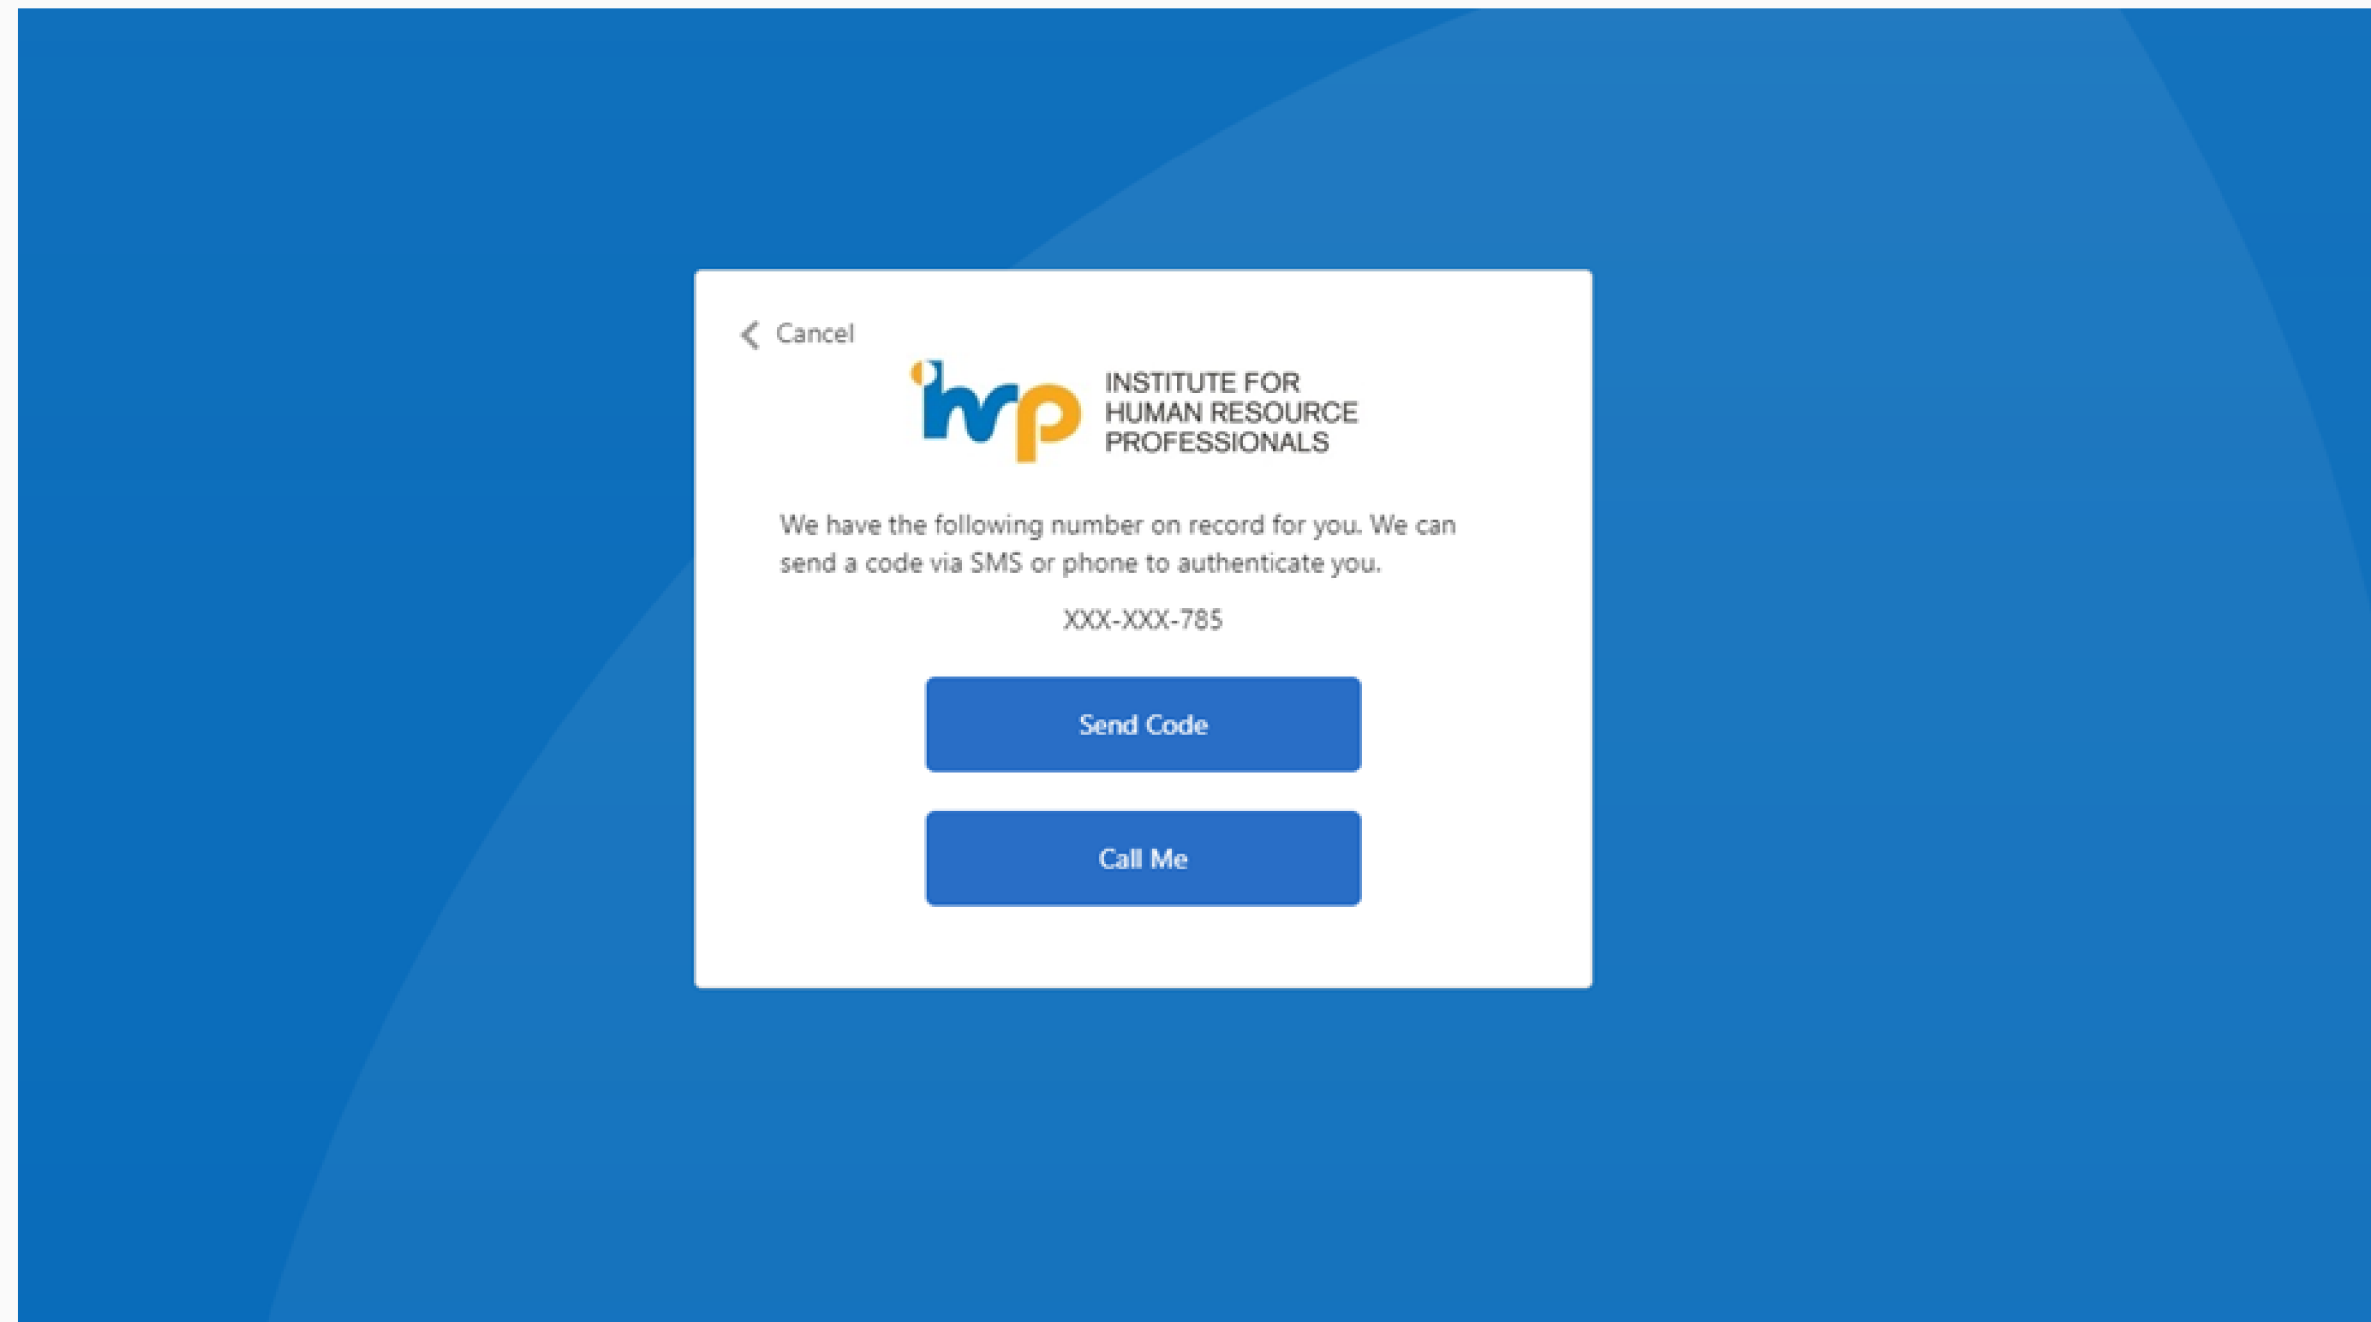 Cancel
ihrp
INSTITUTE FOR
HUMAN RESOURCE
PROFESSIONALS
We have the following number on record for you. We can
send a code via SMS or phone to authenticate you.
XXX-XXX-785
Send Code
Call Me